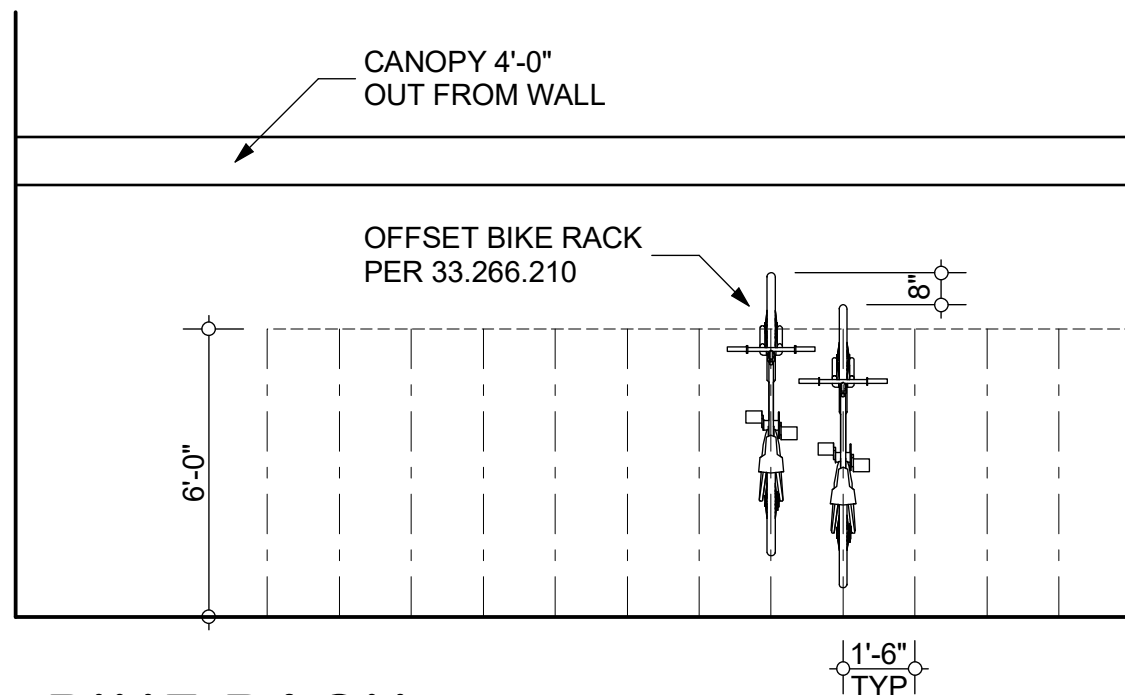 CANOPY 4'-0"
OUT FROM WALL
OFFSET BIKE RACK
PER 33.266.210
8"
6'-0"
1'-6"
TYP